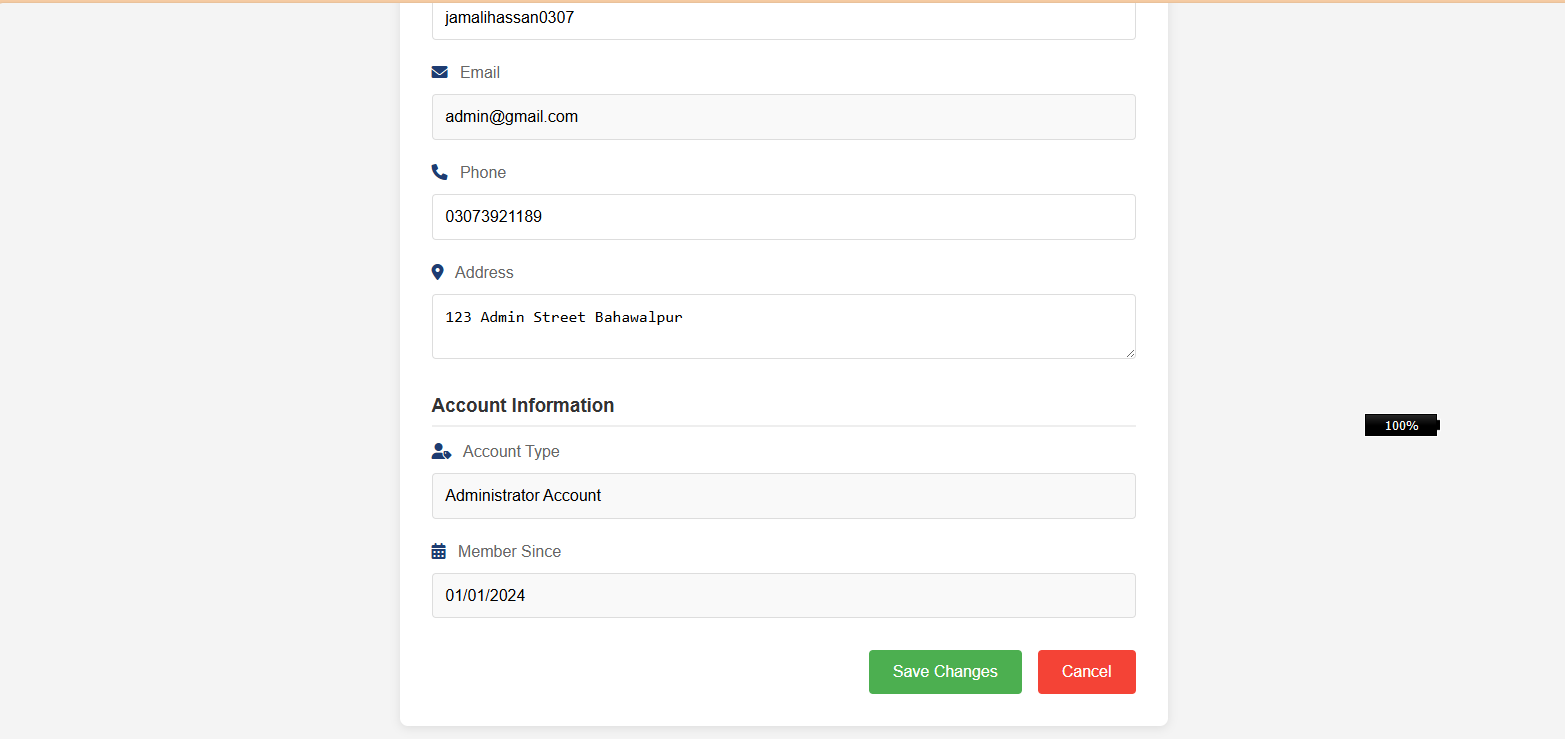 jamalihassan0307
Email
admin@gmail.com
Phone
03073921189
Address
123 Admin Street Bahawalpur
Account Information
Account Type
Administrator Account
Member Since
01/01/2024
Save Changes
Cancel
100%